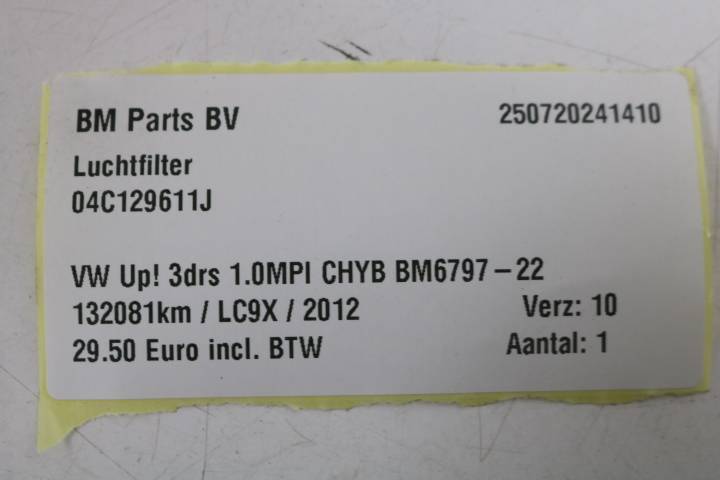 BM Parts BV 250720241410
Luchtfilter
04C129611J
VW Up! 3drs 1.0MPI CHYB BM6797-22
132081km / LC9X / 2012 Verz: 10
29.50 Euro incl. BTW Aantal: 1